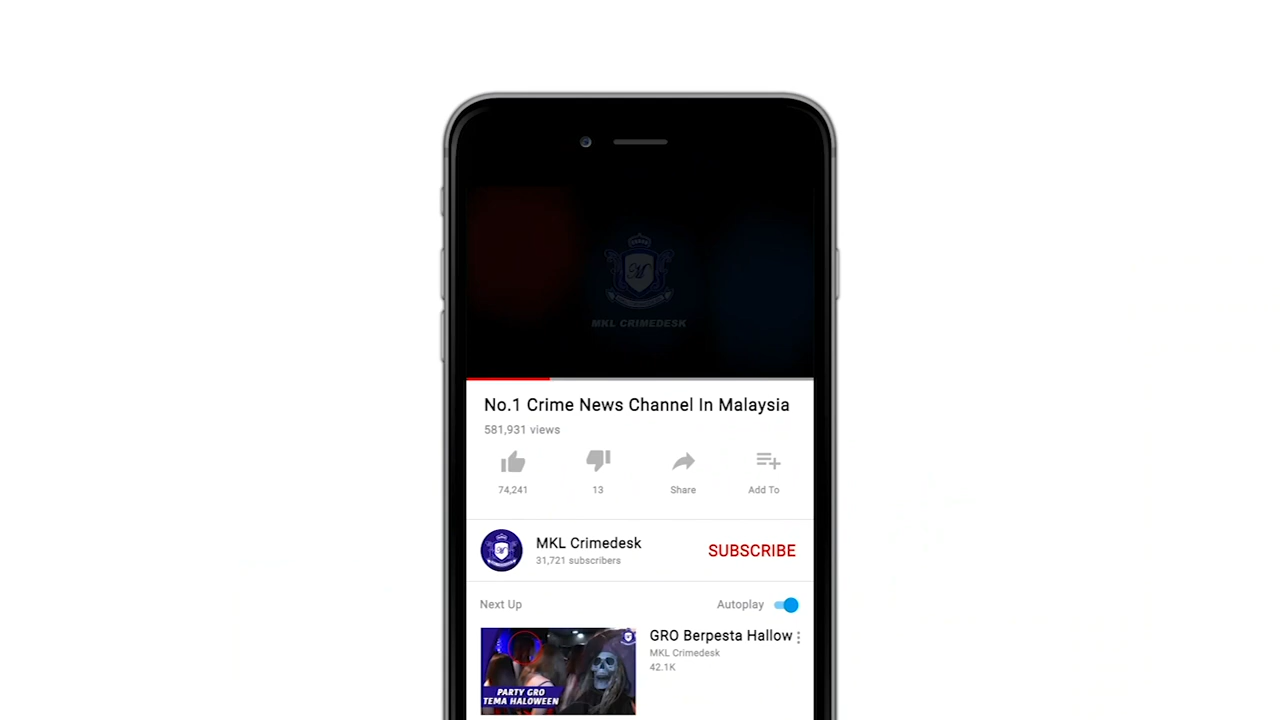 MKL CRIMEDESK
No.1 Crime News Channel In Malaysia
581,931 views
74,241
13
Share
Add To
MKL Crimedesk
31,721 subscribers
SUBSCRIBE
Next Up
Autoplay
GRO Berpesta Hallow
MKL Crimedesk
42.1K
PARTY GRO
TEMA HALOWEEN